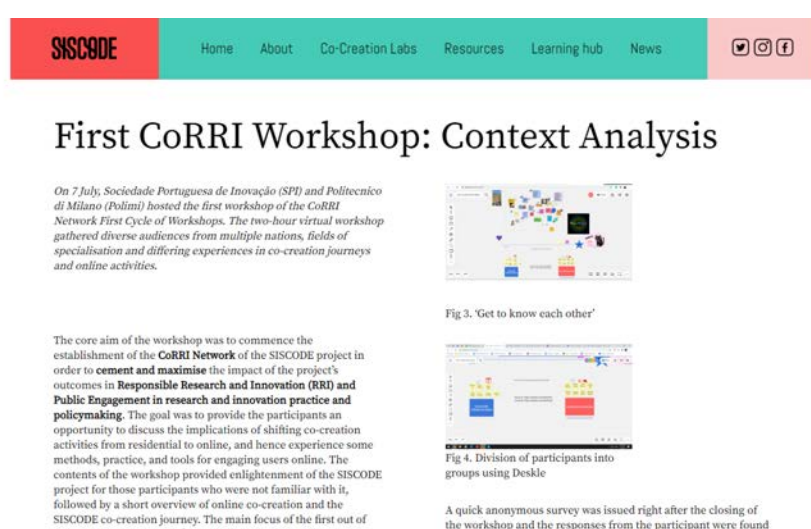 SISCODE
Home About Co-Creation Labs Resources Learning hub News
First CoRRI Workshop: Context Analysis
On 7 July, Sociedade Portuguesa de Inovação (SPI) and Politecnico
di Milano (Polimi) hosted the first workshop of the CoRRI
Network First Cycle of Workshops. The two-hour virtual workshop
gathered diverse audiences from multiple nations, fields of
specialisation and differing experiences in co-creation journeys
and online activities.
The core aim of the workshop was to commence the
establishment of the CoRRI Network of the SISCODE project in
order to cement and maximise the impact of the project's
outcomes in Responsible Research and Innovation (RRI) and
Public Engagement in research and innovation practice and
policymaking. The goal was to provide the participants an
opportunity to discuss the implications of shifting co-creation
activities from residential to online, and hence experience some
methods, practice, and tools for engaging users online. The
contents of the workshop provided enlightenment of the SISCODE
project for those participants who were not familiar with it,
followed by a short overview of online co-creation and the
SISCODE co-creation journey. The main focus of the first out of
Fig 3. 'Get to know each other'
Fig 4. Division of participants into
groups using Deskle
A quick anonymous survey was issued right after the closing of
the workshop and the responses from the participant were found